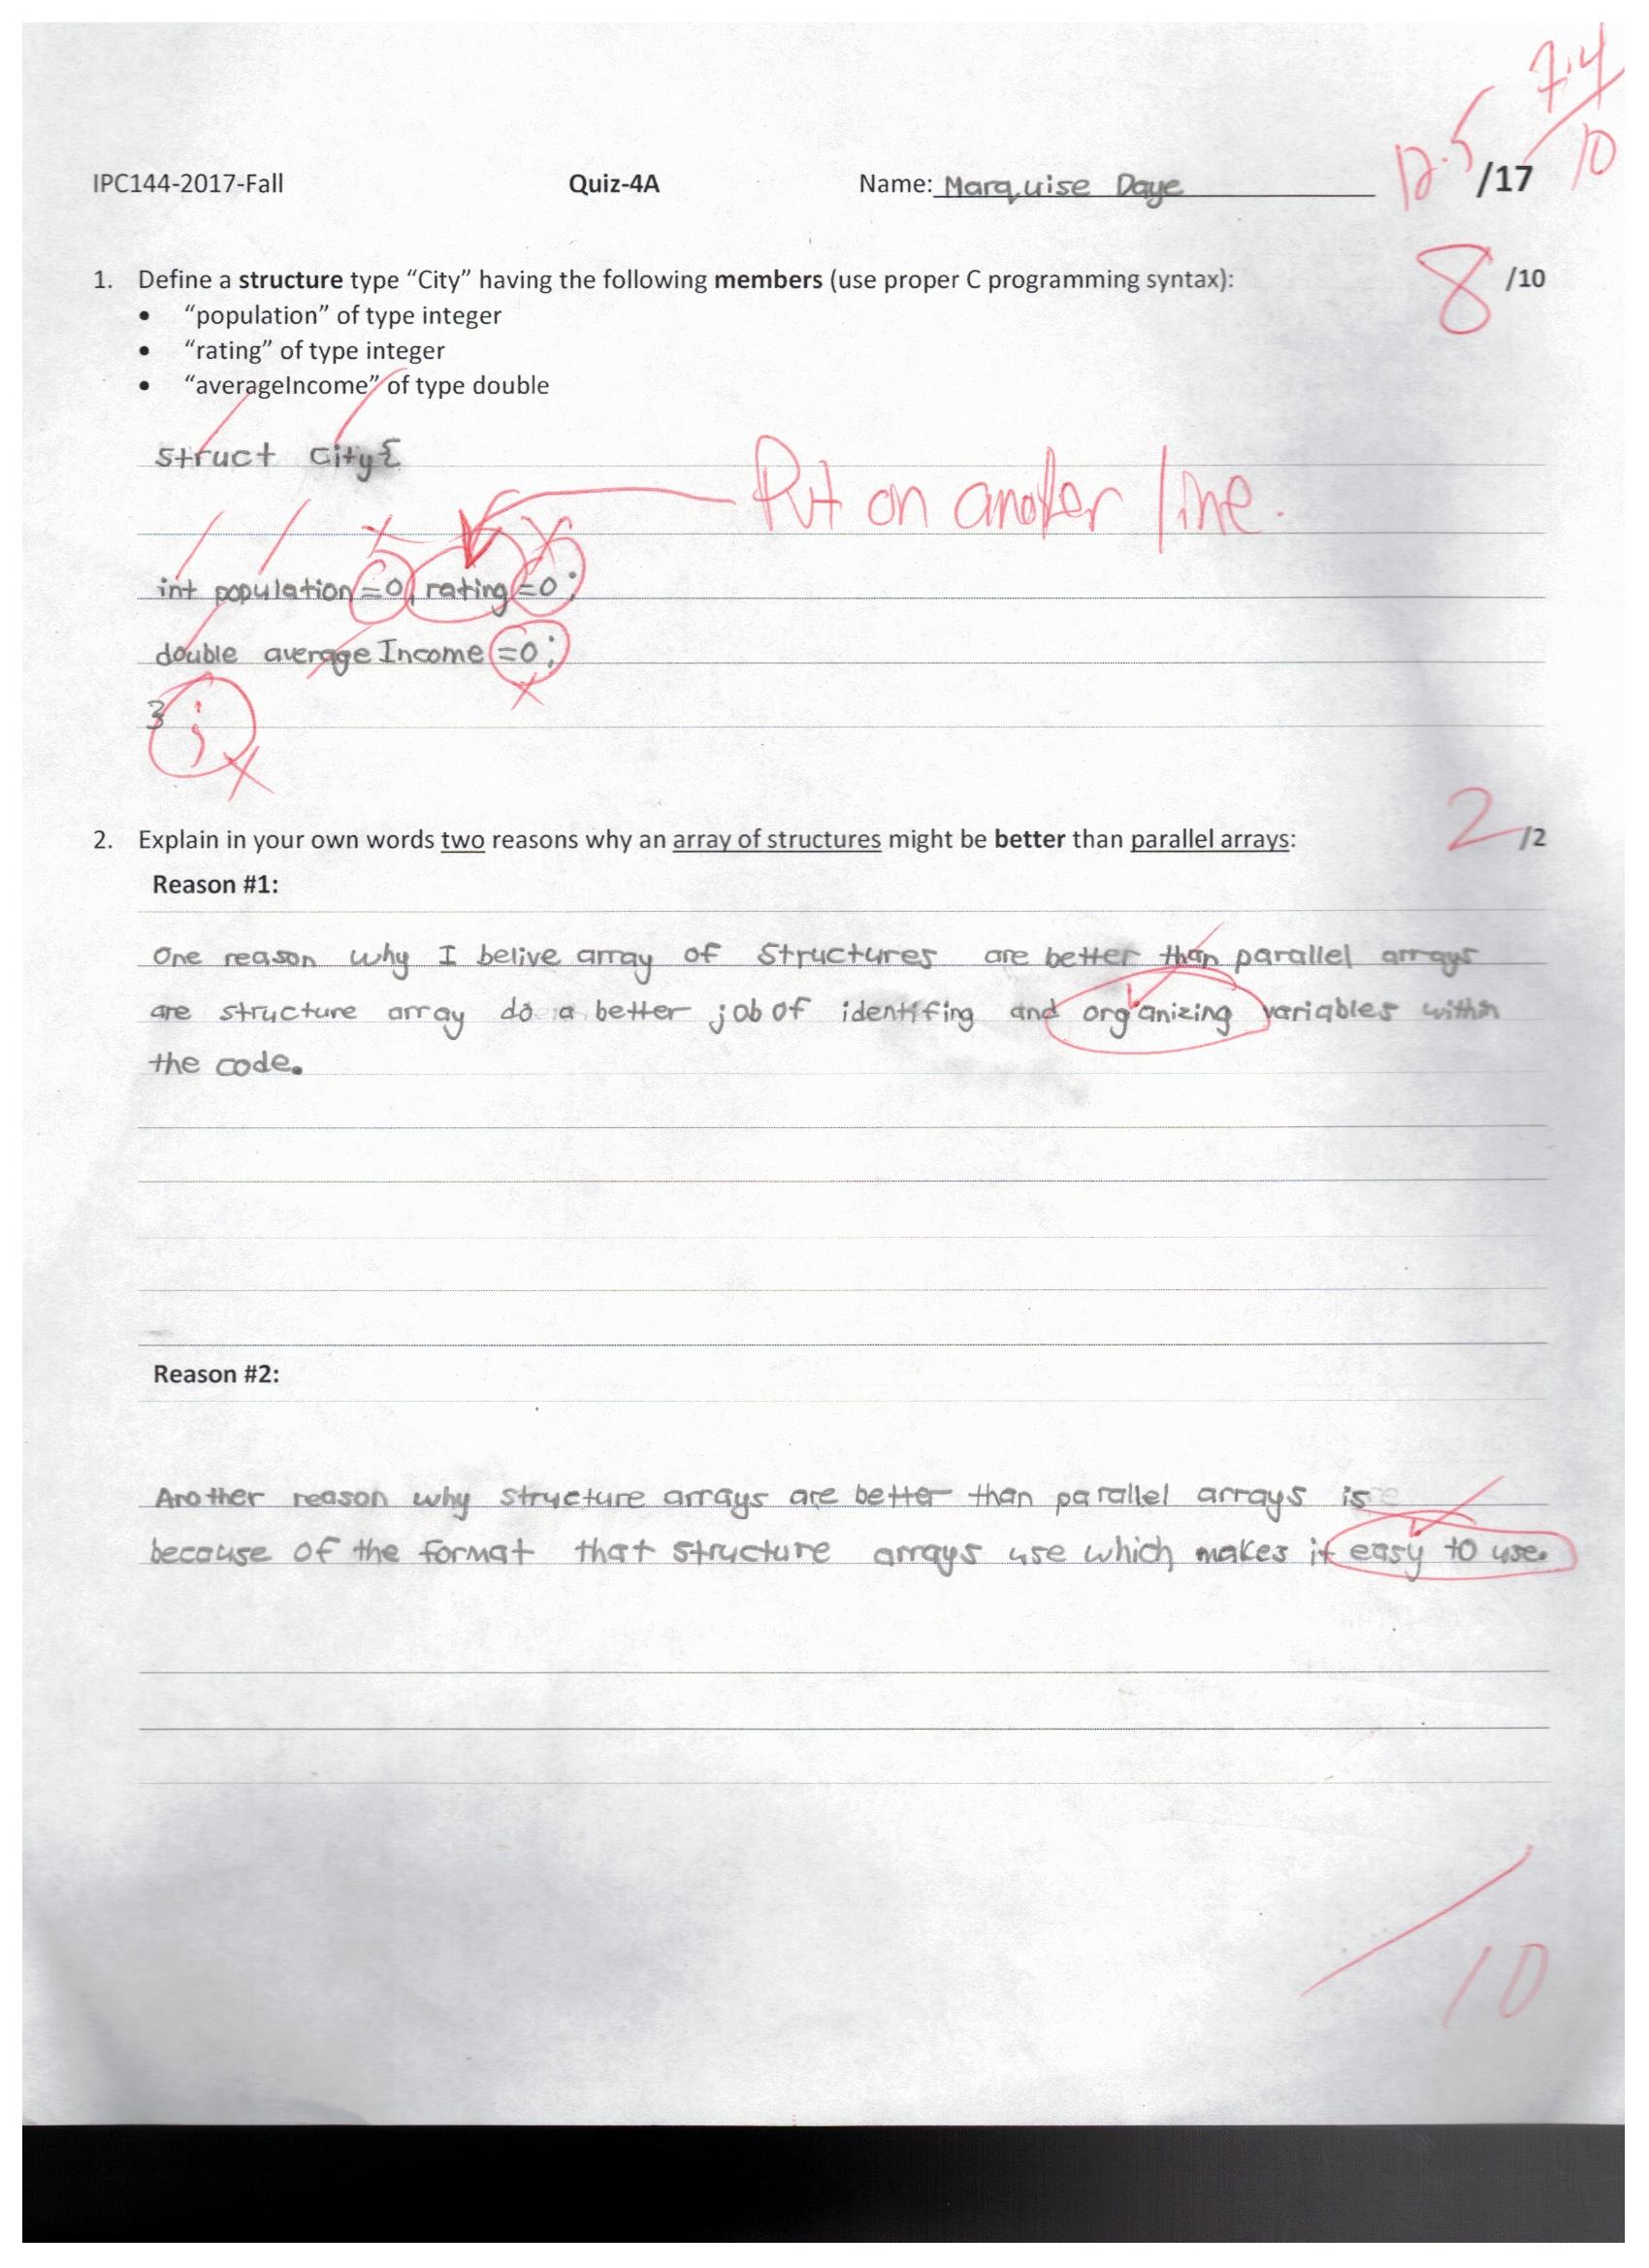 7.4
10
IPC144-2017-Fall Quiz-4A Name: Marquise Daye 12.5 /17
1. Define a structure type “City” having the following members (use proper C programming syntax): 8 /10
• “population” of type integer
• “rating” of type integer
• “averageIncome” of type double
struct City{
Put on another line.
int population =0, rating =0;
double averageIncome =0;
} ;
2. Explain in your own words two reasons why an array of structures might be better than parallel arrays: 2 /2
Reason #1:
One reason why I belive array of structures are better than parallel arrays
are structure array do a better job of identifing and organizing variables within
the code.
Reason #2:
Another reason why structure arrays are better than parallel arrays is
because of the format that structure arrays use which makes it easy to use.
/10